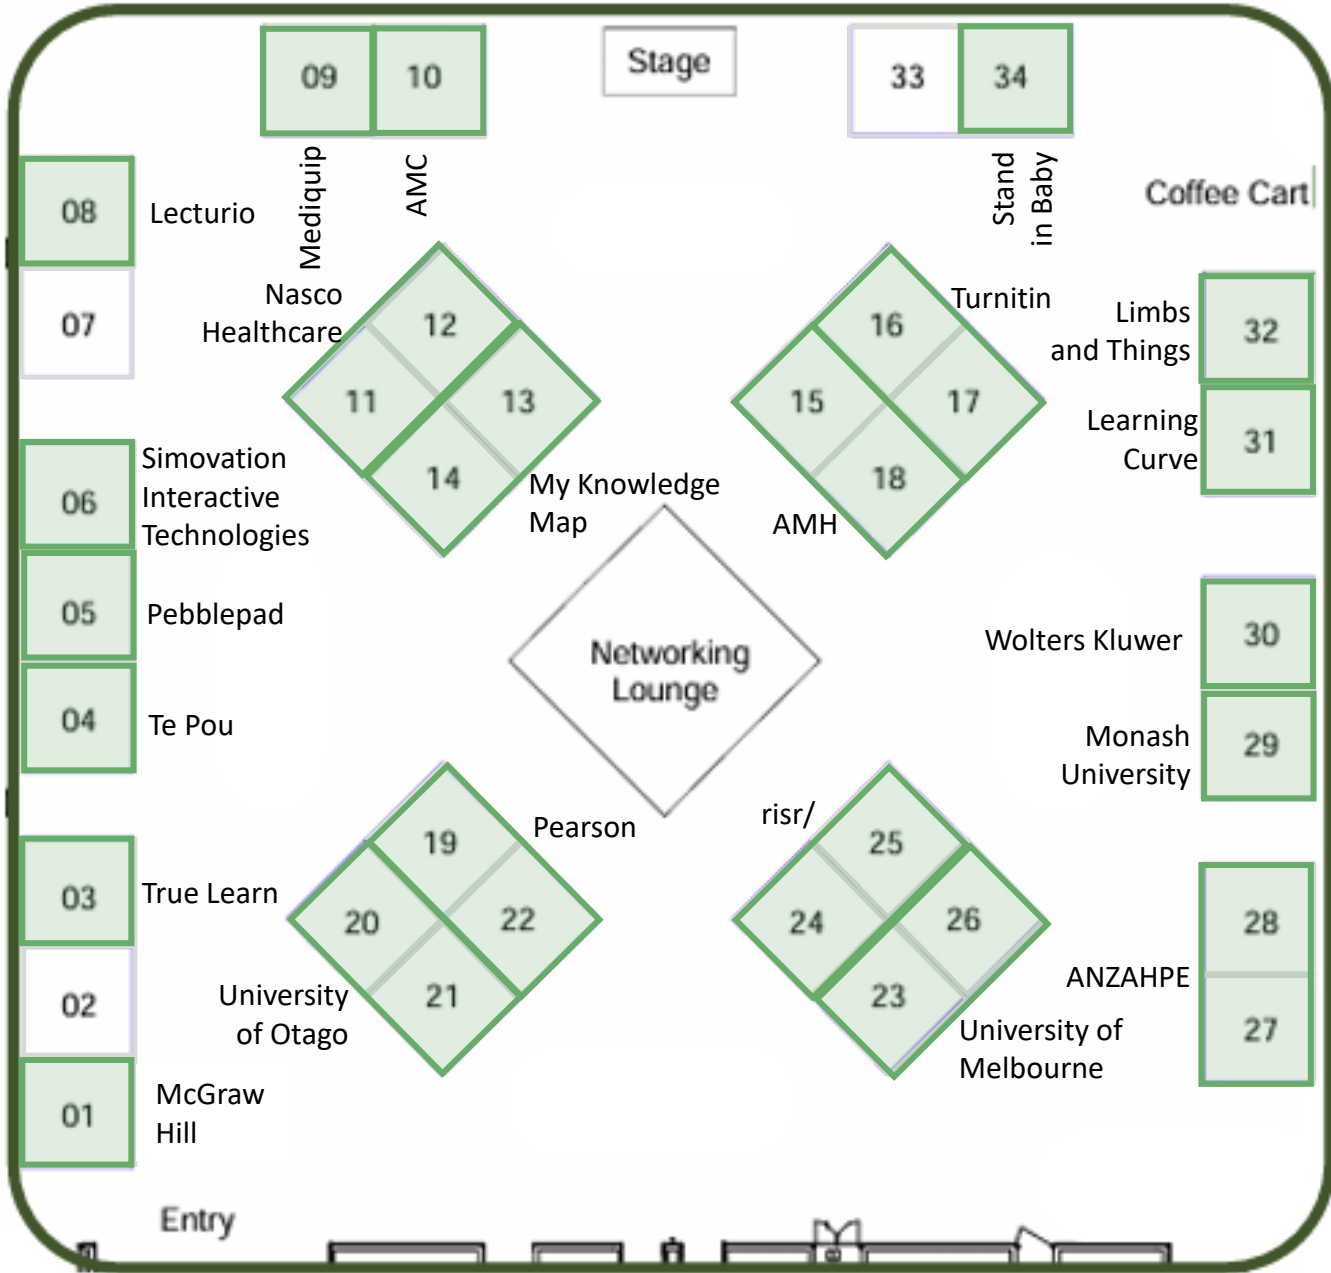 09
10
Stage
33
34
Mediquip
AMC
Stand
in Baby
Coffee Cart
08
Lecturio
07
Nasco
Healthcare
12
11
13
14
My Knowledge
Map
16
Turnitin
15
17
18
AMH
Limbs
and Things
32
Learning
Curve
31
06
Simovation
Interactive
Technologies
05
Pebblepad
04
Te Pou
Networking
Lounge
Wolters Kluwer
30
Monash
University
29
03
True Learn
02
01
McGraw
Hill
19
Pearson
20
22
21
University
of Otago
risr/
25
24
26
23
University of
Melbourne
28
ANZAHPE
27
Entry